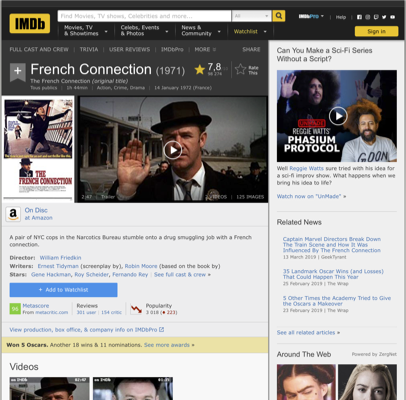 IMDb
Find Movies, TV shows, Celebrities and more...
All
IMDbPro
Help
Movies, TV & Showtimes
Celebs, Events & Photos
News & Community
Watchlist
Sign in
FULL CAST AND CREW | TRIVIA | USER REVIEWS | IMDbPro | MORE
SHARE
French Connection (1971)
The French Connection (original title)
Tous publics | 1h 44min | Action, Crime, Drama | 14 January 1972 (France)
7,8
Rate This
THE FRENCH CONNECTION
2:47 | Trailer
VIDEOS | 125 IMAGES
On Disc
at Amazon
A pair of NYC cops in the Narcotics Bureau stumble onto a drug smuggling job with a French
connection.
Director: William Friedkin
Writers: Ernest Tidyman (screenplay by), Robin Moore (based on the book by)
Stars: Gene Hackman, Roy Scheider, Fernando Rey | See full cast & crew »
+ Add to Watchlist
94
Metascore
From metacritic.com
Reviews
301 user | 154 critic
Popularity
3 018 ( 223)
View production, box office, & company info on IMDbPro
Won 5 Oscars. Another 18 wins & 11 nominations. See more awards »
Videos
Can You Make a Sci-Fi Series
Without a Script?
REGGIE WATTS'
PHASIUM
PROTOCOL
Well Reggie Watts sure tried with his idea for
a sci-fi improv show. What happens when we
bring his idea to life?
Watch now on "UnMade" »
Related News
Captain Marvel Directors Break Down
The Train Scene and How It Was
Influenced By The French Connection
13 March 2019 | GeekTyrant
35 Landmark Oscar Wins (and Losses)
That Could Happen This Year
20 February 2019 | The Wrap
5 Other Times the Academy Tried to Give
the Oscars a Makeover
23 February 2019 | The Wrap
See all related articles »
Around The Web
Powered by ZergNet